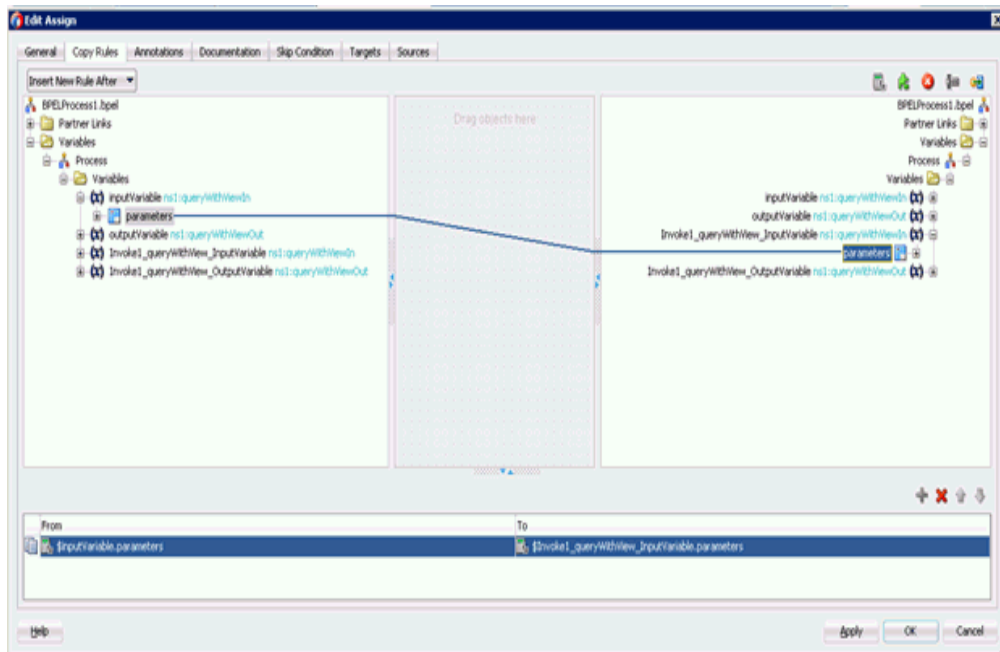 Edit Assign
General Copy Rules Annotations Documentation Skip Condition Targets Sources
Insert New Rule After
BPELProcess1.bpel
Partner Links
Variables
Process
Variables
inputVariable ns1:queryWithViewIn
parameters
outputVariable ns1:queryWithViewOut
Invoke1_queryWithView_InputVariable ns1:queryWithViewIn
Invoke1_queryWithView_OutputVariable ns1:queryWithViewOut
Drag objects here
BPELProcess1.bpel
Partner Links
Variables
Process
Variables
inputVariable ns1:queryWithViewIn
outputVariable ns1:queryWithViewOut
Invoke1_queryWithView_InputVariable ns1:queryWithViewIn
parameters
Invoke1_queryWithView_OutputVariable ns1:queryWithViewOut
From To
$inputVariable.parameters $Invoke1_queryWithView_InputVariable.parameters
Help Apply OK Cancel